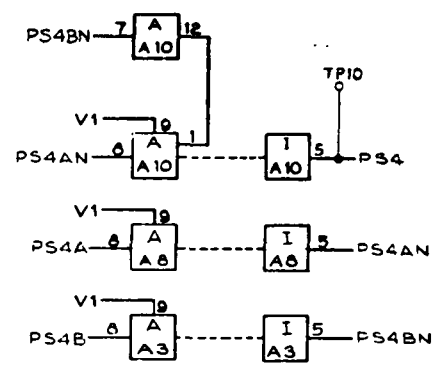 PS4BN 7 A A10 12
TP10
V1 9
PS4AN 8 A A10 1 I A10 5 PS4
V1 9
PS4A 8 A A8 I A8 5 PS4AN
V1 9
PS4B 8 A A3 I A3 5 PS4BN